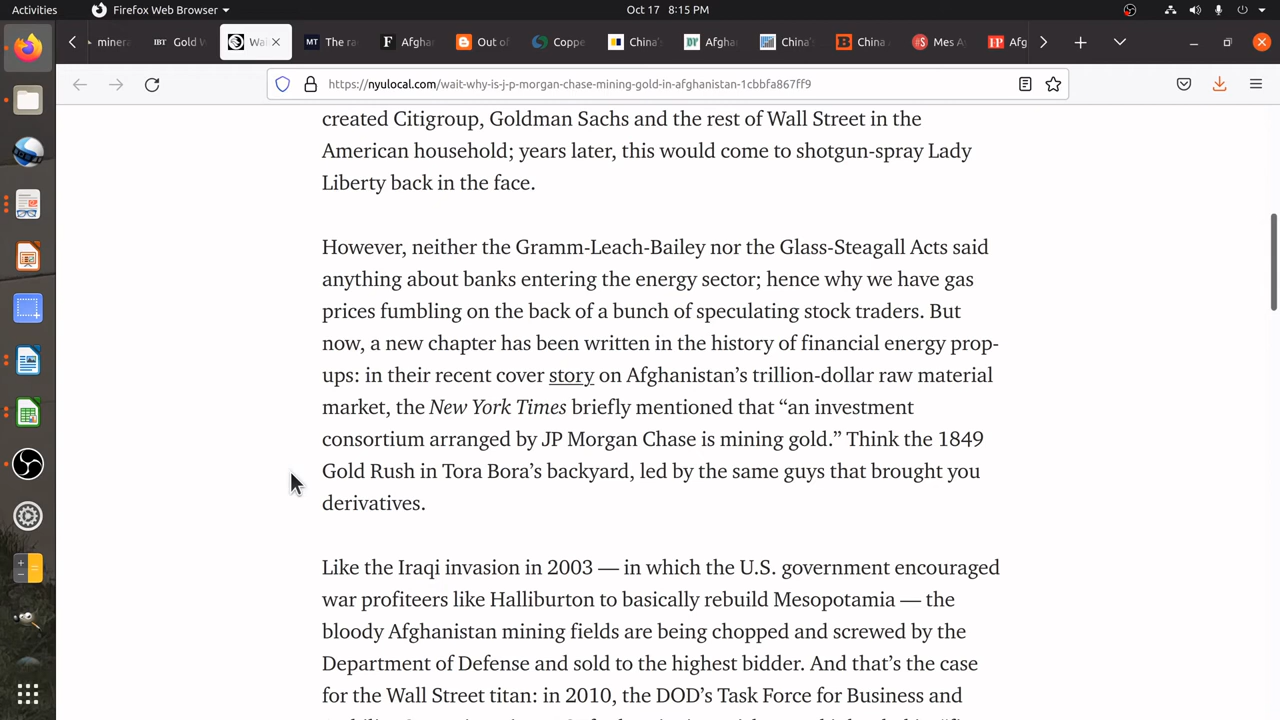 Activities
Firefox Web Browser
Oct 17 8:15 PM
minera
IBT Gold W
Wai
MT The ra
F Afghan
Out of
Coppe
China's
DV Afghan
China's
B China
Mes Ay
FP Afg
https://nyulocal.com/wait-why-is-j-p-morgan-chase-mining-gold-in-afghanistan-1cbbfa867ff9
created Citigroup, Goldman Sachs and the rest of Wall Street in the
American household; years later, this would come to shotgun-spray Lady
Liberty back in the face.
However, neither the Gramm-Leach-Bailey nor the Glass-Steagall Acts said
anything about banks entering the energy sector; hence why we have gas
prices fumbling on the back of a bunch of speculating stock traders. But
now, a new chapter has been written in the history of financial energy prop-
ups: in their recent cover story on Afghanistan’s trillion-dollar raw material
market, the New York Times briefly mentioned that “an investment
consortium arranged by JP Morgan Chase is mining gold.” Think the 1849
Gold Rush in Tora Bora’s backyard, led by the same guys that brought you
derivatives.
Like the Iraqi invasion in 2003 — in which the U.S. government encouraged
war profiteers like Halliburton to basically rebuild Mesopotamia — the
bloody Afghanistan mining fields are being chopped and screwed by the
Department of Defense and sold to the highest bidder. And that’s the case
for the Wall Street titan: in 2010, the DOD’s Task Force for Business and